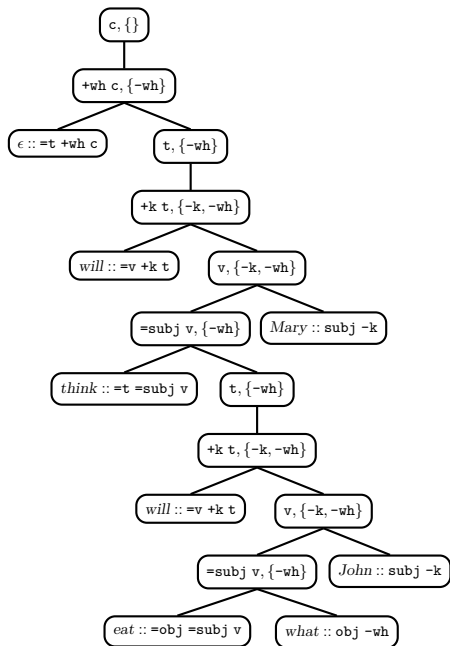 c, {}
+wh c, {-wh}
ϵ :: =t +wh c
t, {-wh}
+k t, {-k, -wh}
will :: =v +k t
v, {-k, -wh}
=subj v, {-wh}
Mary :: subj -k
think :: =t =subj v
t, {-wh}
+k t, {-k, -wh}
will :: =v +k t
v, {-k, -wh}
=subj v, {-wh}
John :: subj -k
eat :: =obj =subj v
what :: obj -wh